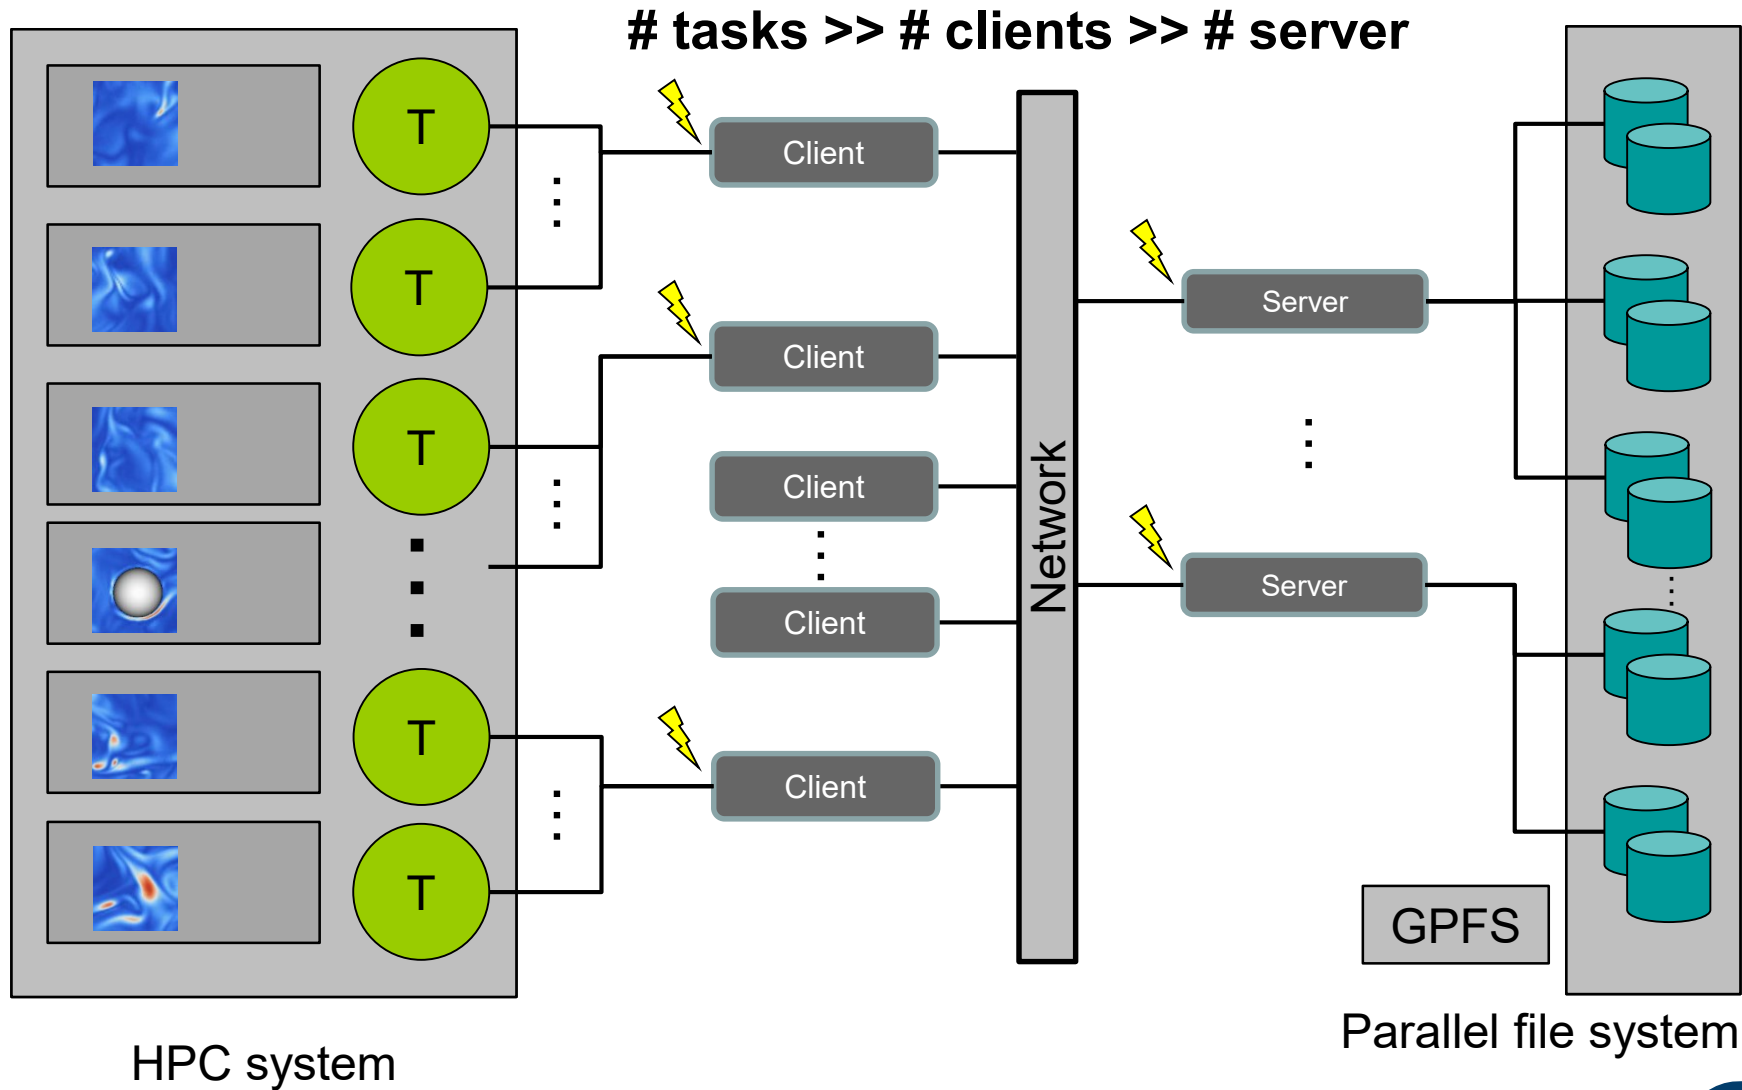 # tasks >> # clients >> # server
T
T
T
T
T
Client
Client
Client
Client
Client
Network
Server
Server
GPFS
HPC system
Parallel file system